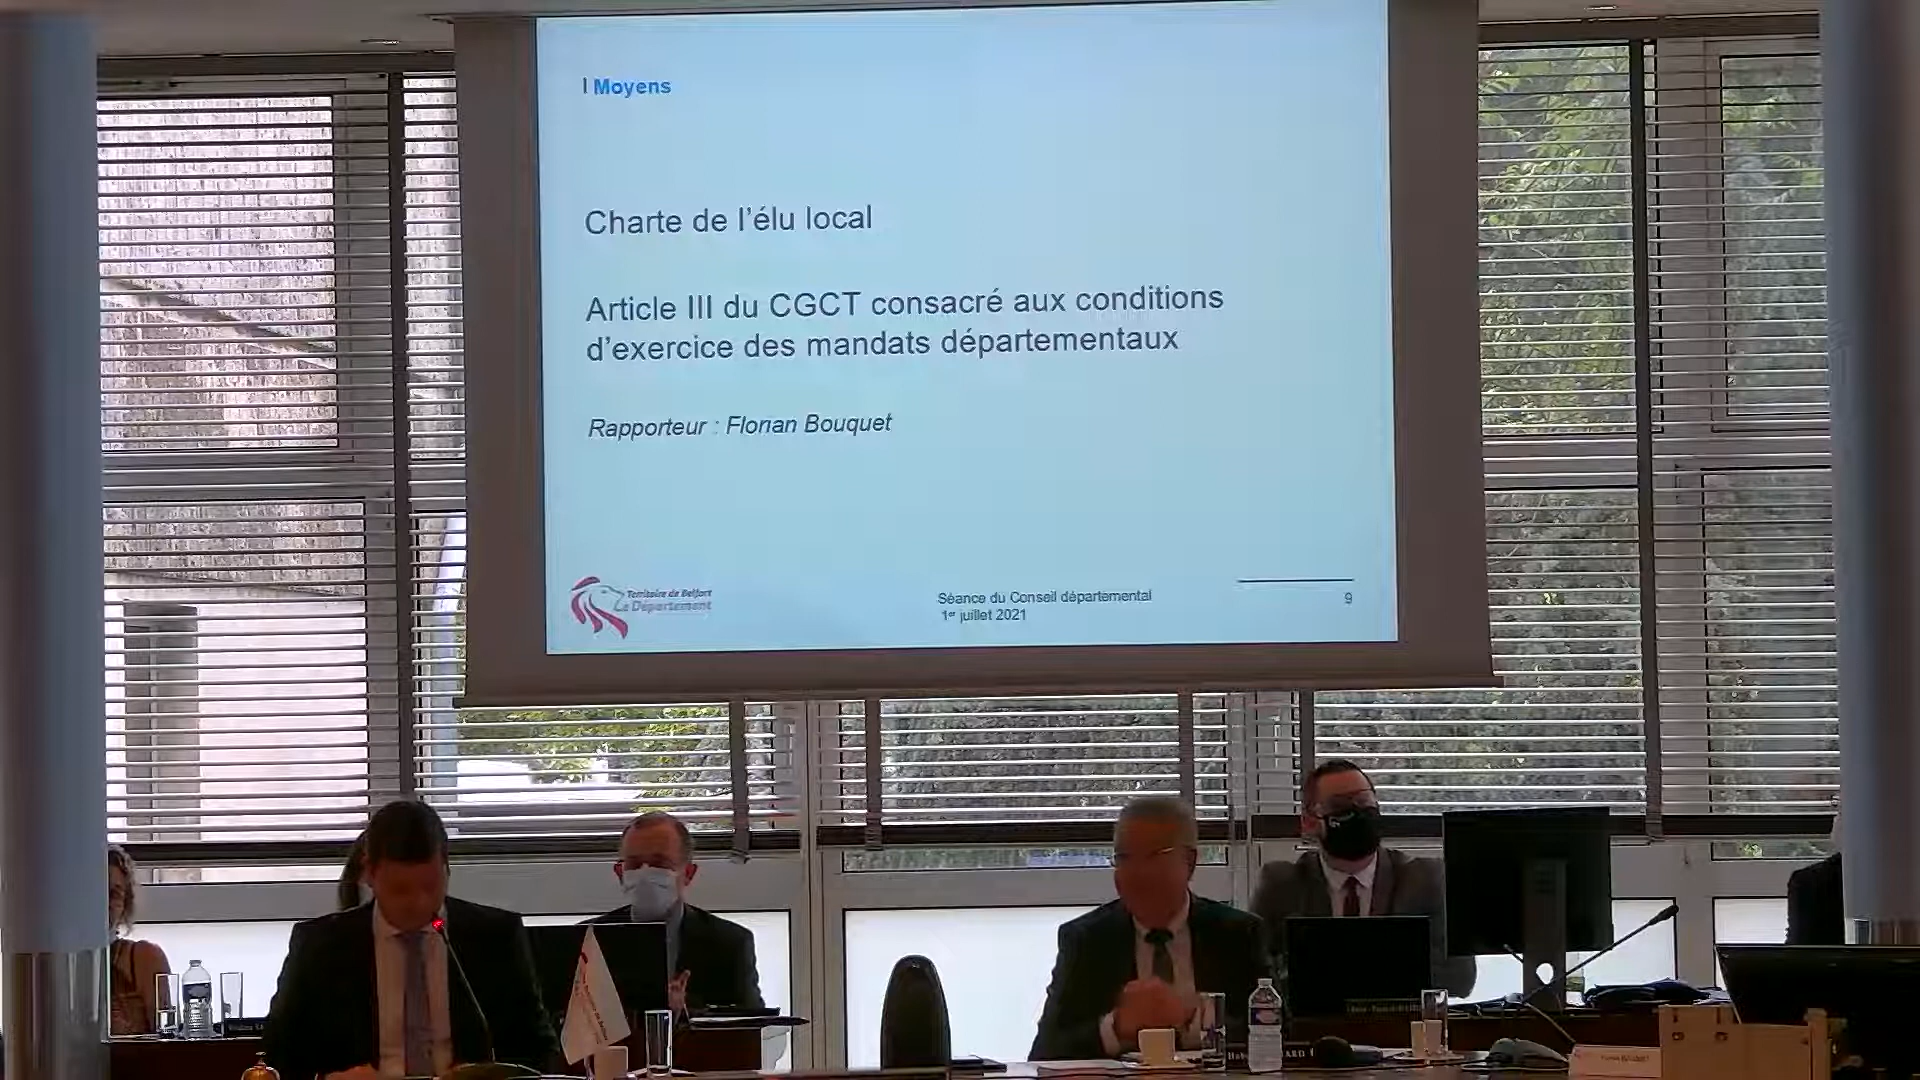 I Moyens
Charte de l'élu local
Article III du CGCT consacré aux conditions
d'exercice des mandats départementaux
Rapporteur : Florian Bouquet
Territoire de Belfort
Le Département
Séance du Conseil départemental
1er juillet 2021
9